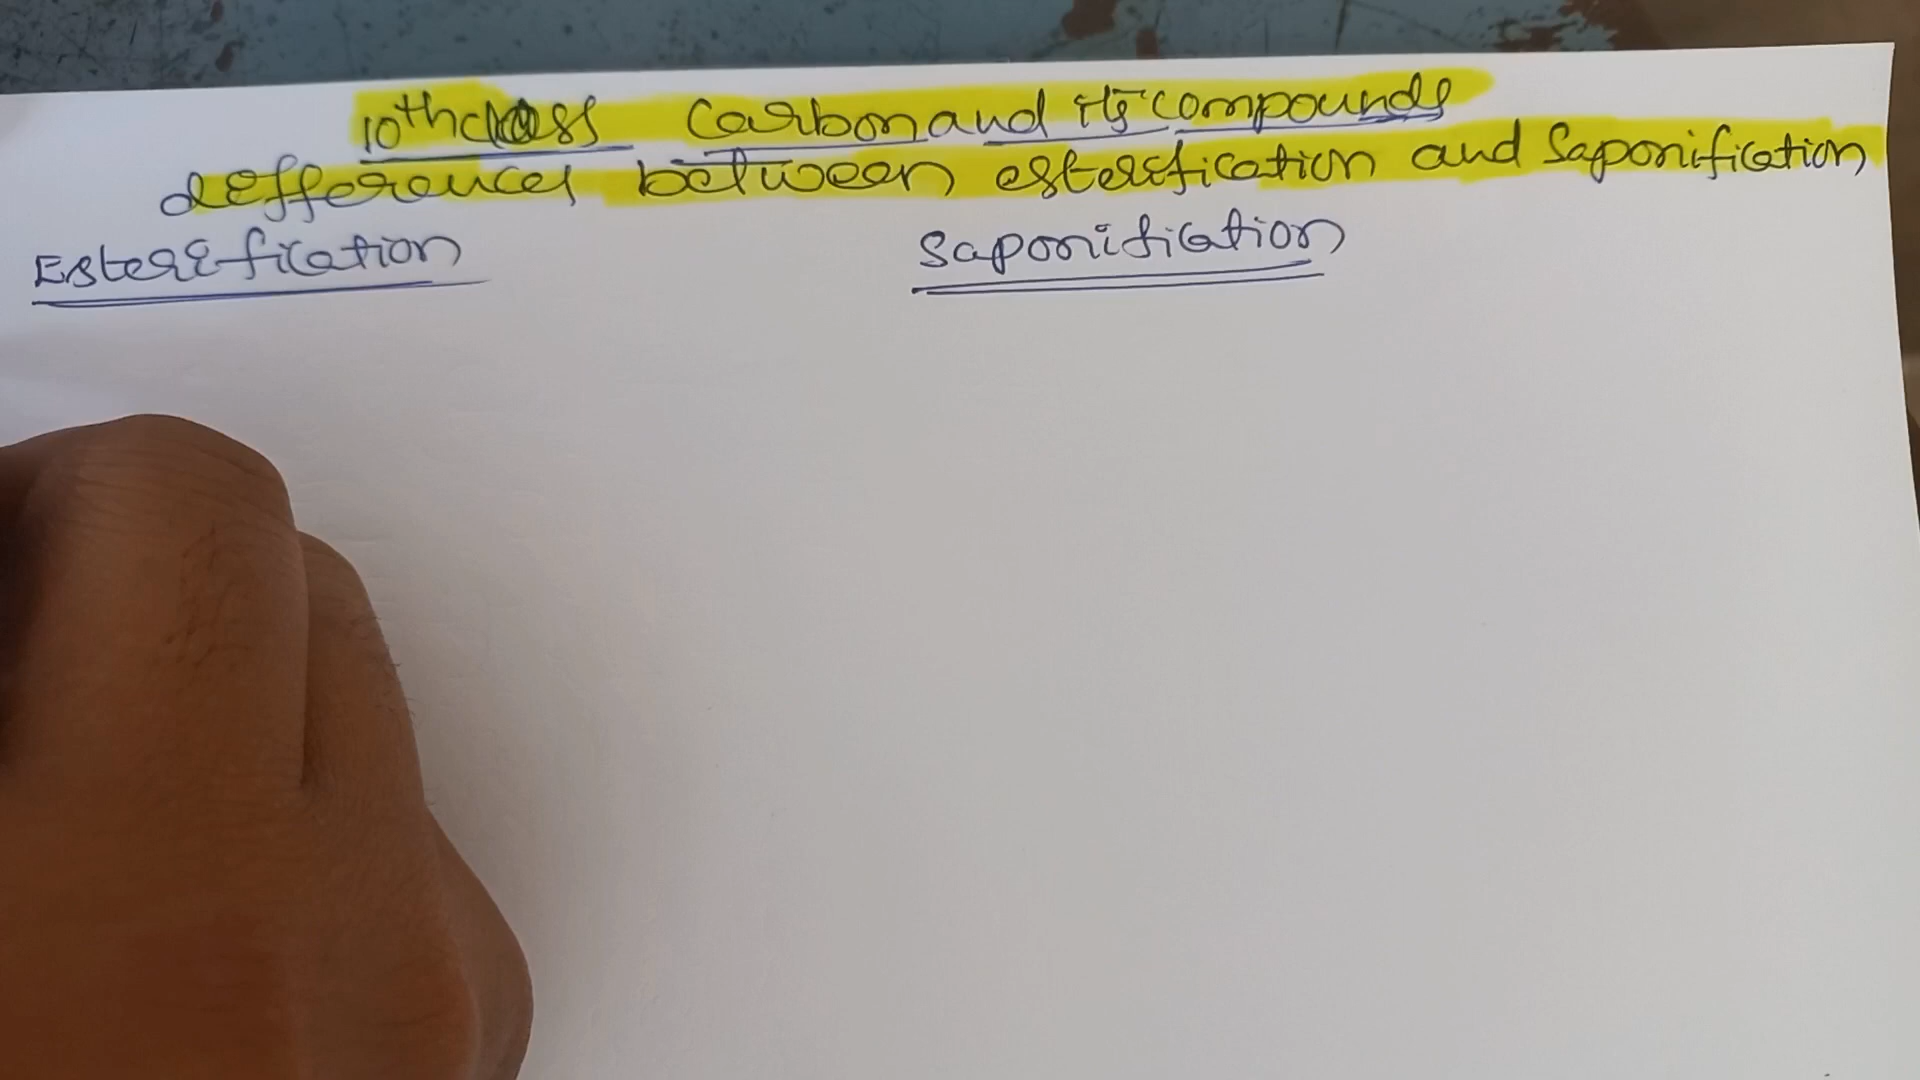 10th class Carbon and its compounds
defferences between esterification and Saponification
Esterification
Saponification